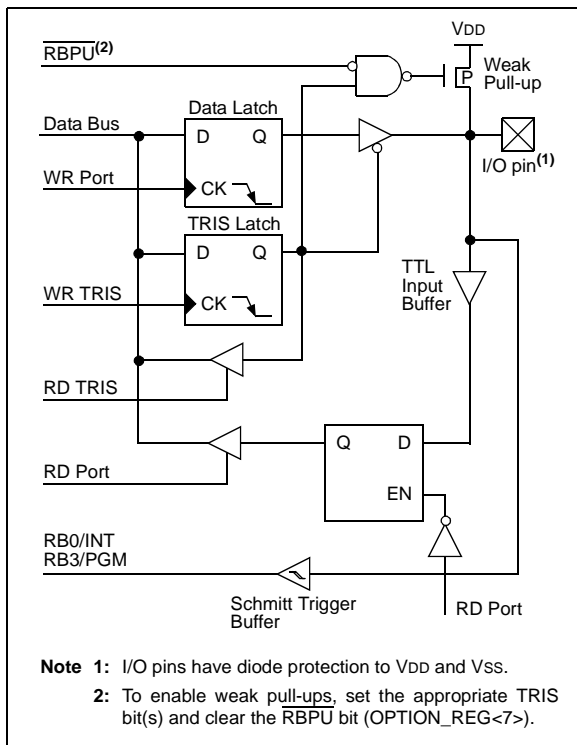 RBPU(2)
VDD
Weak
Pull-up
P
Data Latch
Data Bus
D Q
I/O pin(1)
WR Port
CK
TRIS Latch
D Q
TTL
Input
Buffer
WR TRIS
CK
RD TRIS
Q D
RD Port
EN
RB0/INT
RB3/PGM
Schmitt Trigger
Buffer
RD Port
Note 1: I/O pins have diode protection to VDD and VSS.
2: To enable weak pull-ups, set the appropriate TRIS
bit(s) and clear the RBPU bit (OPTION_REG<7>).